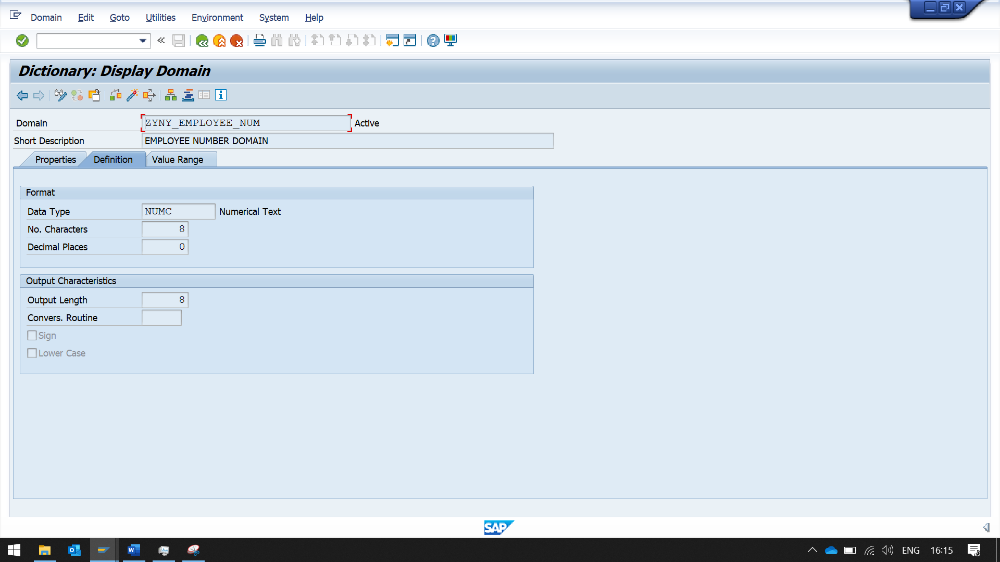 Domain Edit Goto Utilities Environment System Help
Dictionary: Display Domain
Domain ZYNY_EMPLOYEE_NUM Active
Short Description EMPLOYEE NUMBER DOMAIN
Properties Definition Value Range
Format
Data Type NUMC Numerical Text
No. Characters 8
Decimal Places 0
Output Characteristics
Output Length 8
Convers. Routine
Sign
Lower Case
SAP
ENG 16:15